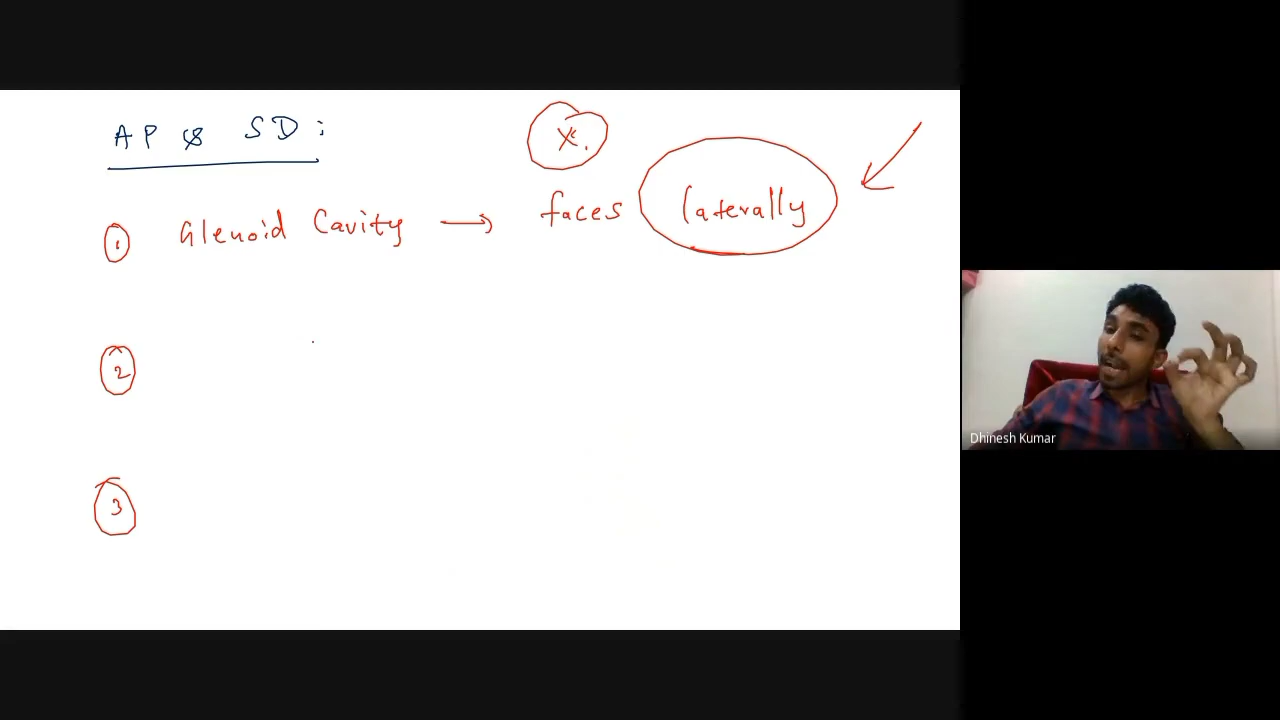 AP & SD:
x.
① Glenoid Cavity → faces laterally
②
③
Dhinesh Kumar